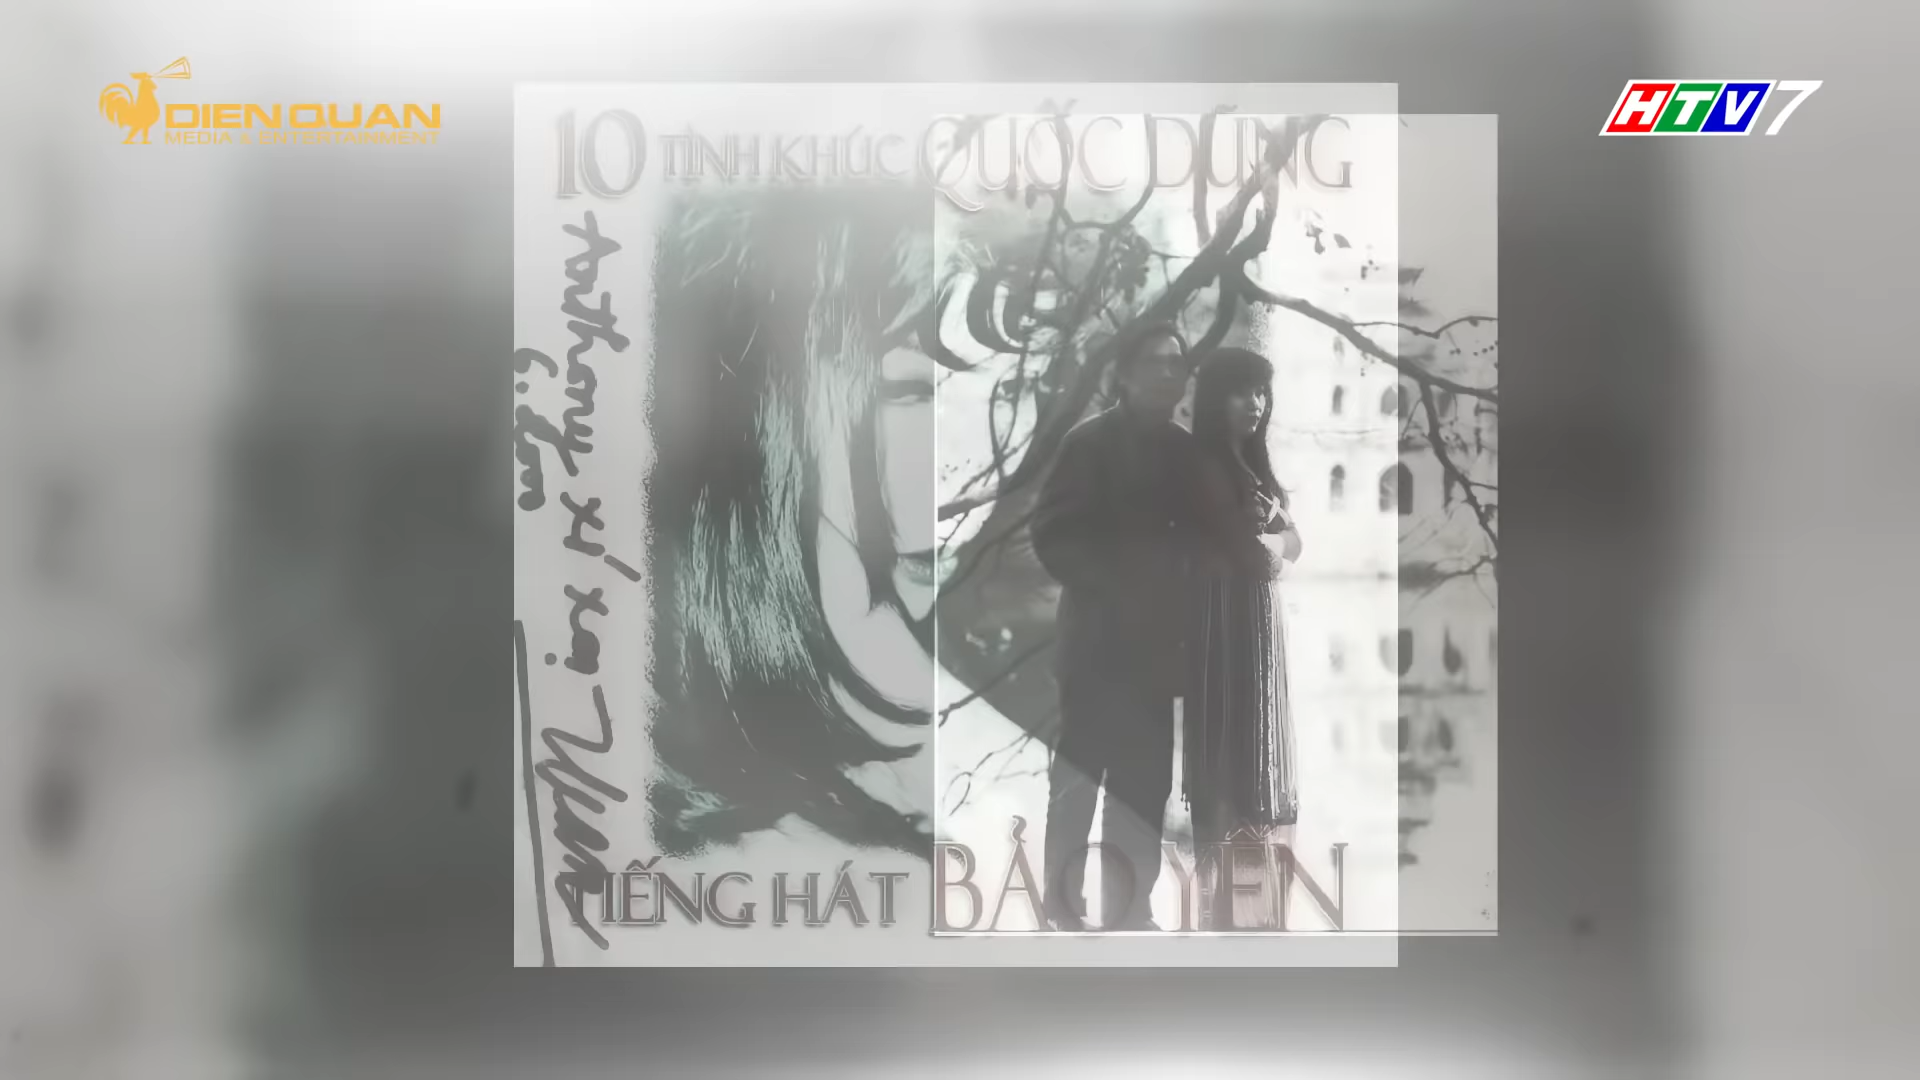 DIEN QUAN
MEDIA & ENTERTAINMENT
HTV7
10 TÌNH KHÚC QUỐC DŨNG
TIẾNG HÁT BẢO YẾN